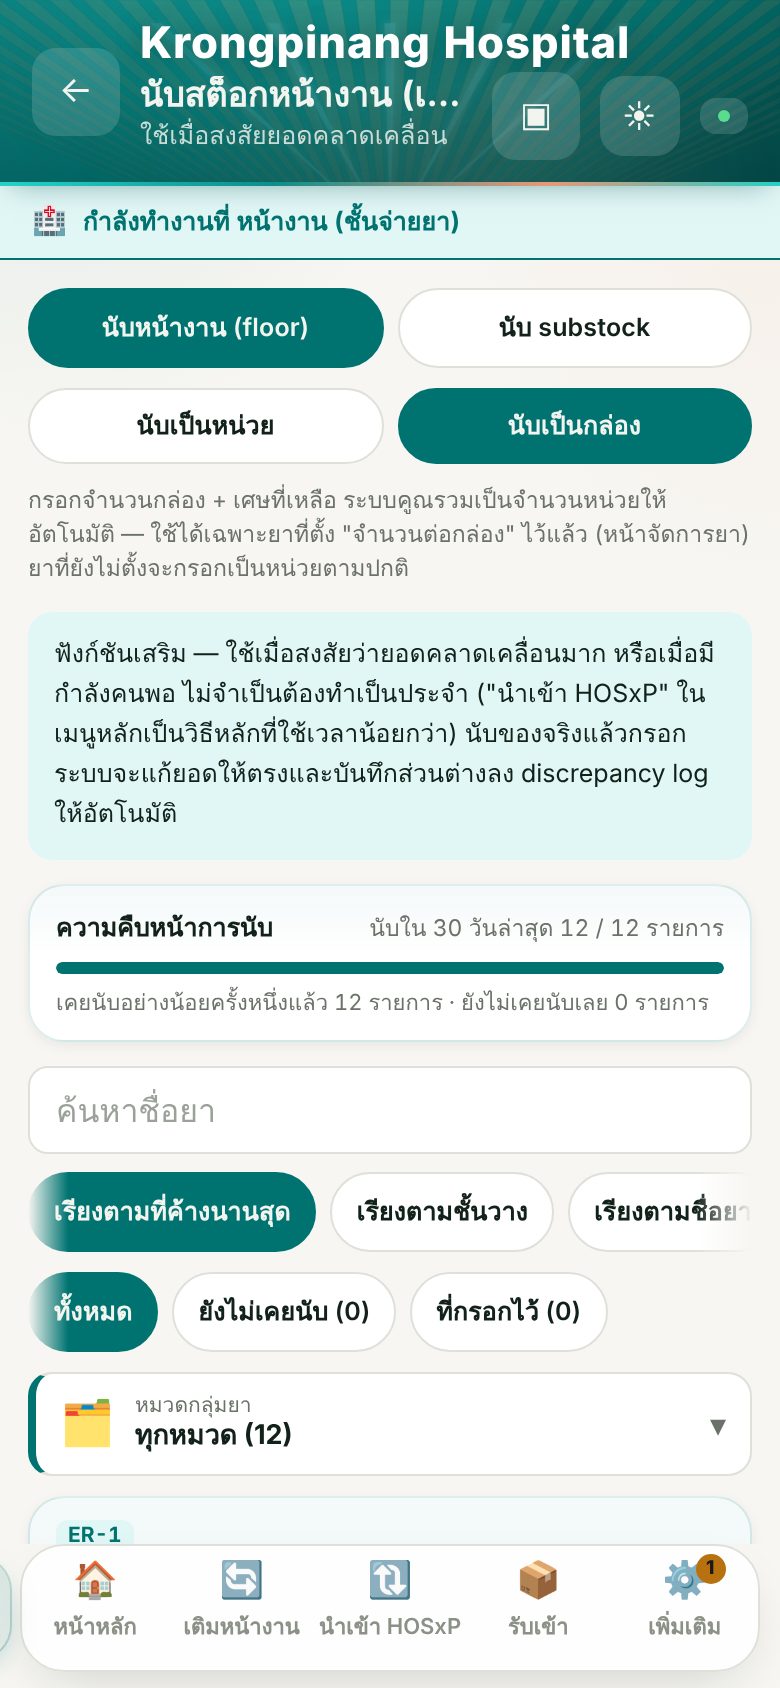 Krongpinang Hospital
นับสต็อกหน้างาน (เ...
ใช้เมื่อสงสัยยอดคลาดเคลื่อน
กำลังทำงานที่ หน้างาน (ชั้นจ่ายยา)
นับหน้างาน (floor)
นับ substock
นับเป็นหน่วย
นับเป็นกล่อง
กรอกจำนวนกล่อง + เศษที่เหลือ ระบบคูณรวมเป็นจำนวนหน่วยให้
อัตโนมัติ — ใช้ได้เฉพาะยาที่ตั้ง "จำนวนต่อกล่อง" ไว้แล้ว (หน้าจัดการยา)
ยาที่ยังไม่ตั้งจะกรอกเป็นหน่วยตามปกติ
ฟังก์ชันเสริม — ใช้เมื่อสงสัยว่ายอดคลาดเคลื่อนมาก หรือเมื่อมี
กำลังคนพอ ไม่จำเป็นต้องทำเป็นประจำ ("นำเข้า HOSxP" ใน
เมนูหลักเป็นวิธีหลักที่ใช้เวลาน้อยกว่า) นับของจริงแล้วกรอก
ระบบจะแก้ยอดให้ตรงและบันทึกส่วนต่างลง discrepancy log
ให้อัตโนมัติ
ความคืบหน้าการนับ
นับใน 30 วันล่าสุด 12 / 12 รายการ
เคยนับอย่างน้อยครั้งหนึ่งแล้ว 12 รายการ · ยังไม่เคยนับเลย 0 รายการ
ค้นหาชื่อยา
เรียงตามที่ค้างนานสุด
เรียงตามชั้นวาง
เรียงตามชื่อยา
ทั้งหมด
ยังไม่เคยนับ (0)
ที่กรอกไว้ (0)
หมวดกลุ่มยา
ทุกหมวด (12)
ER-1
หน้าหลัก
เติมหน้างาน
นำเข้า HOSxP
รับเข้า
1
เพิ่มเติม